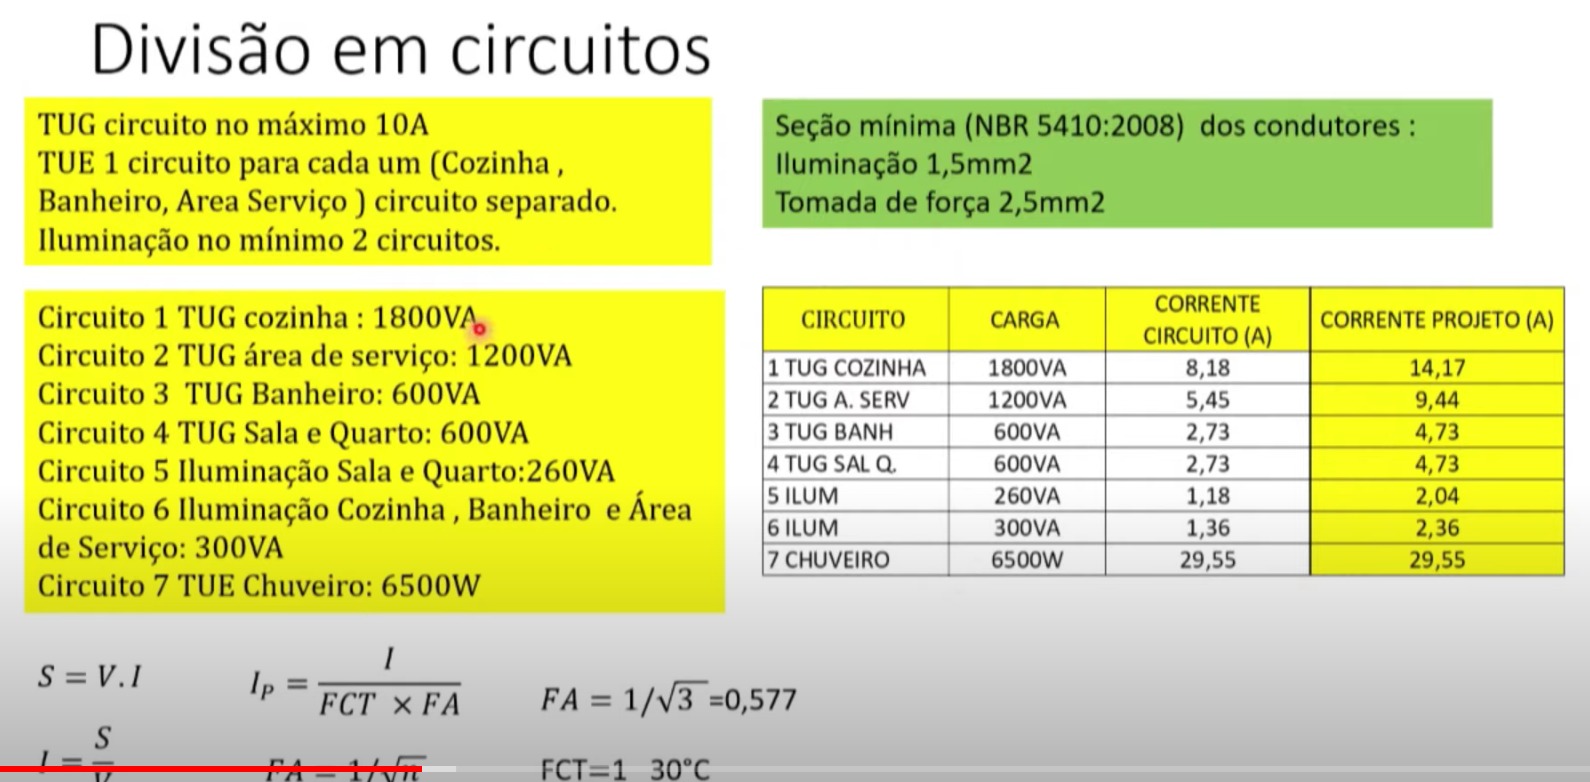 Divisão em circuitos
TUG circuito no máximo 10A
TUE 1 circuito para cada um (Cozinha ,
Banheiro, Area Serviço ) circuito separado.
Iluminação no mínimo 2 circuitos.
Seção mínima (NBR 5410:2008) dos condutores :
Iluminação 1,5mm2
Tomada de força 2,5mm2
Circuito 1 TUG cozinha : 1800VA
Circuito 2 TUG área de serviço: 1200VA
Circuito 3 TUG Banheiro: 600VA
Circuito 4 TUG Sala e Quarto: 600VA
Circuito 5 Iluminação Sala e Quarto:260VA
Circuito 6 Iluminação Cozinha , Banheiro e Área
de Serviço: 300VA
Circuito 7 TUE Chuveiro: 6500W
CIRCUITO CARGA CORRENTE CIRCUITO (A) CORRENTE PROJETO (A)
1 TUG COZINHA 1800VA 8,18 14,17
2 TUG A. SERV 1200VA 5,45 9,44
3 TUG BANH 600VA 2,73 4,73
4 TUG SAL Q. 600VA 2,73 4,73
5 ILUM 260VA 1,18 2,04
6 ILUM 300VA 1,36 2,36
7 CHUVEIRO 6500W 29,55 29,55
S = V.I
I_P = I / (FCT × FA)
FA = 1/√3 =0,577
I = S/V
FA = 1/√n
FCT=1 30°C